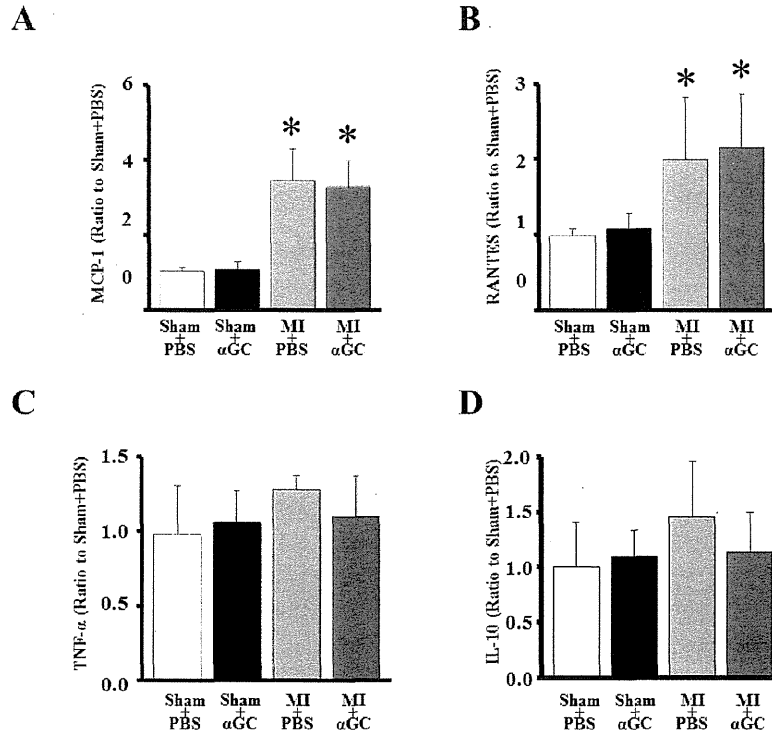 A
MCP-1 (Ratio to Sham+PBS)
6
4
2
0
*
*
Sham
+
PBS
Sham
+
αGC
MI
+
PBS
MI
+
αGC
B
RANTES (Ratio to Sham+PBS)
3
2
1
0
*
*
Sham
+
PBS
Sham
+
αGC
MI
+
PBS
MI
+
αGC
C
TNF-α (Ratio to Sham+PBS)
1.5
1.0
0.5
0.0
Sham
+
PBS
Sham
+
αGC
MI
+
PBS
MI
+
αGC
D
IL-10 (Ratio to Sham+PBS)
2.0
1.5
1.0
0.5
0.0
Sham
+
PBS
Sham
+
αGC
MI
+
PBS
MI
+
αGC